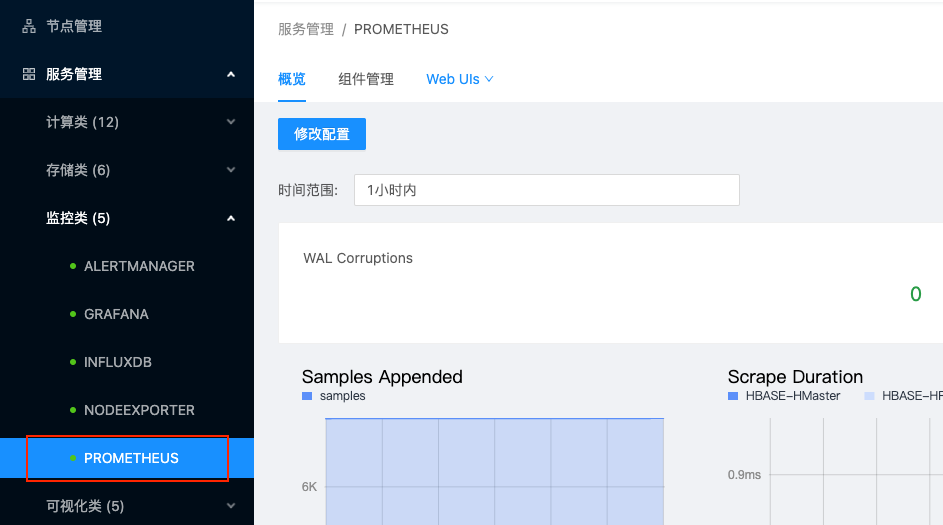 节点管理
服务管理
计算类 (12)
存储类 (6)
监控类 (5)
ALERTMANAGER
GRAFANA
INFLUXDB
NODEEXPORTER
PROMETHEUS
可视化类 (5)
服务管理 / PROMETHEUS
概览 组件管理 Web UIs
修改配置
时间范围: 1小时内
WAL Corruptions
0
Samples Appended
samples
6K
Scrape Duration
HBASE-HMaster HBASE-HF
0.9ms